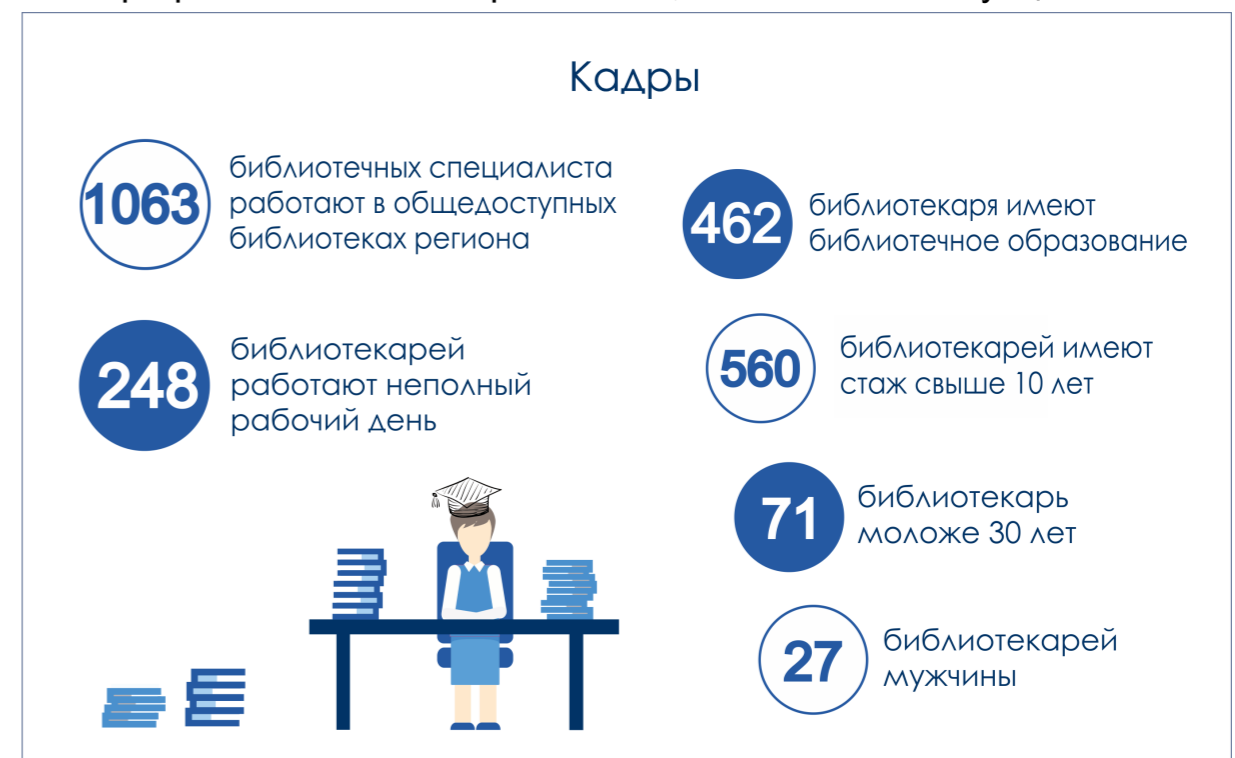 Кадры
1063
библиотечных специалиста
работают в общедоступных
библиотеках региона
248
библиотекарей
работают неполный
рабочий день
462
библиотекаря имеют
библиотечное образование
560
библиотекарей имеют
стаж свыше 10 лет
71
библиотекарь
моложе 30 лет
27
библиотекарей
мужчины